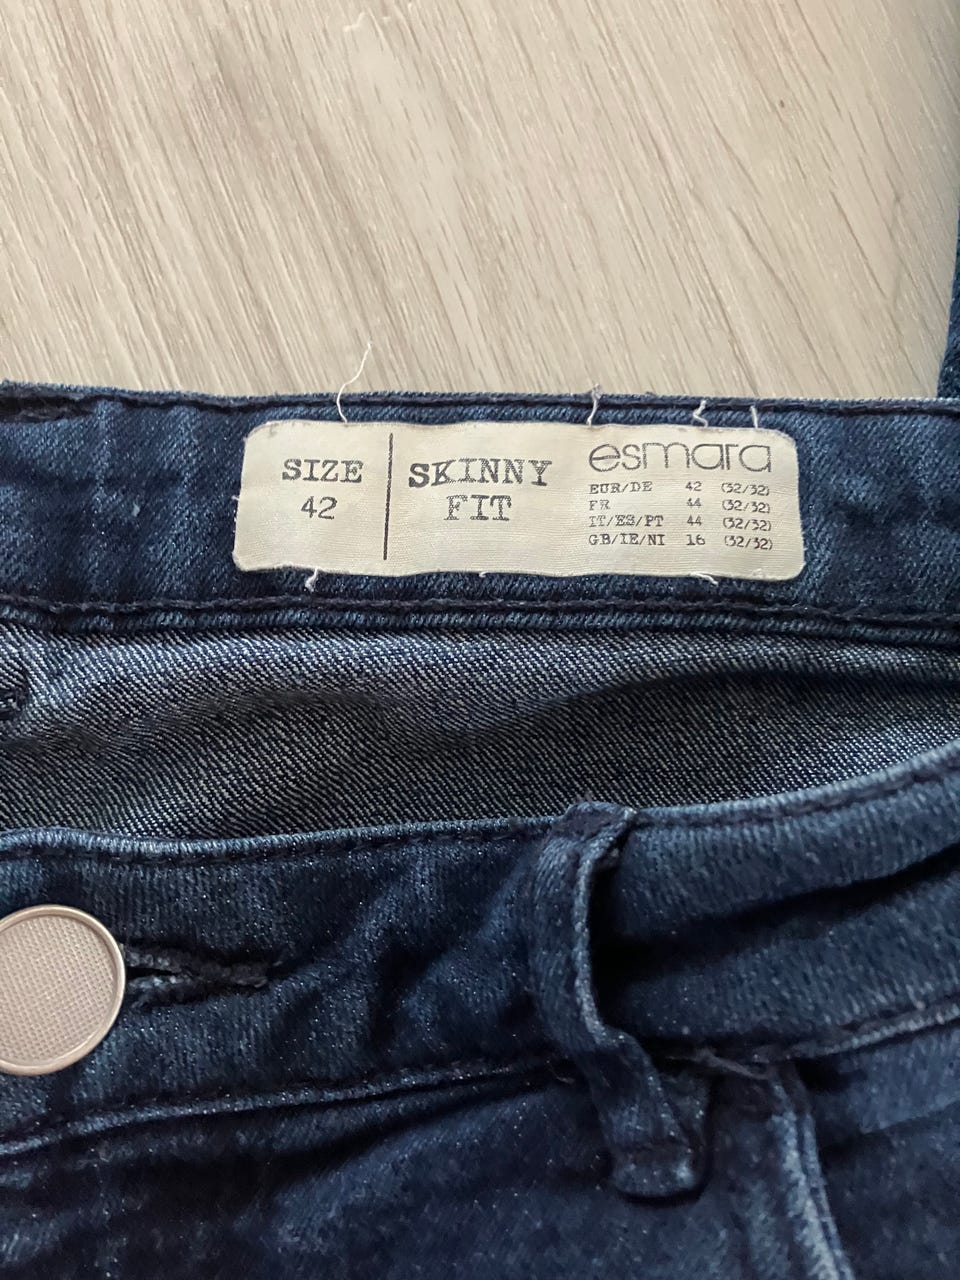 SIZE
42
SKINNY
FIT
esmara
EUR/DE 42 (32/32)
FR 44 (32/32)
IT/ES/PT 44 (32/32)
GB/IE/NI 16 (32/32)